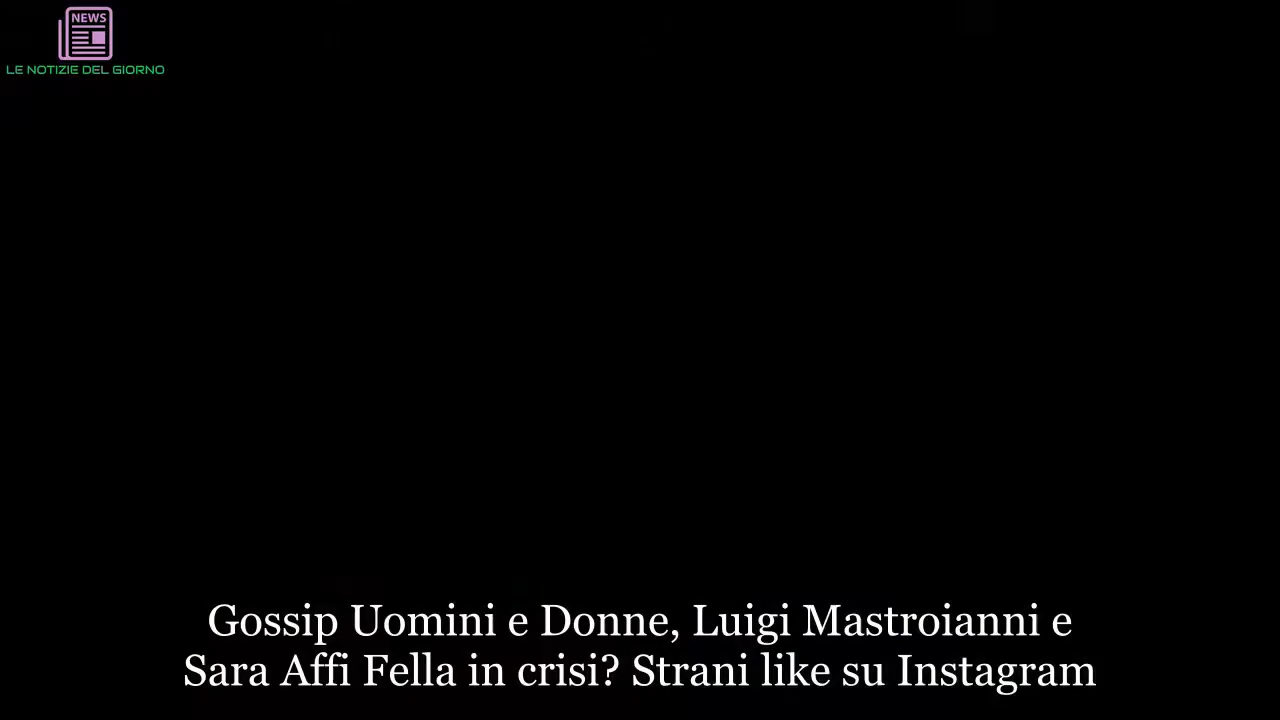 NEWS
LE NOTIZIE DEL GIORNO
Gossip Uomini e Donne, Luigi Mastroianni e
Sara Affi Fella in crisi? Strani like su Instagram